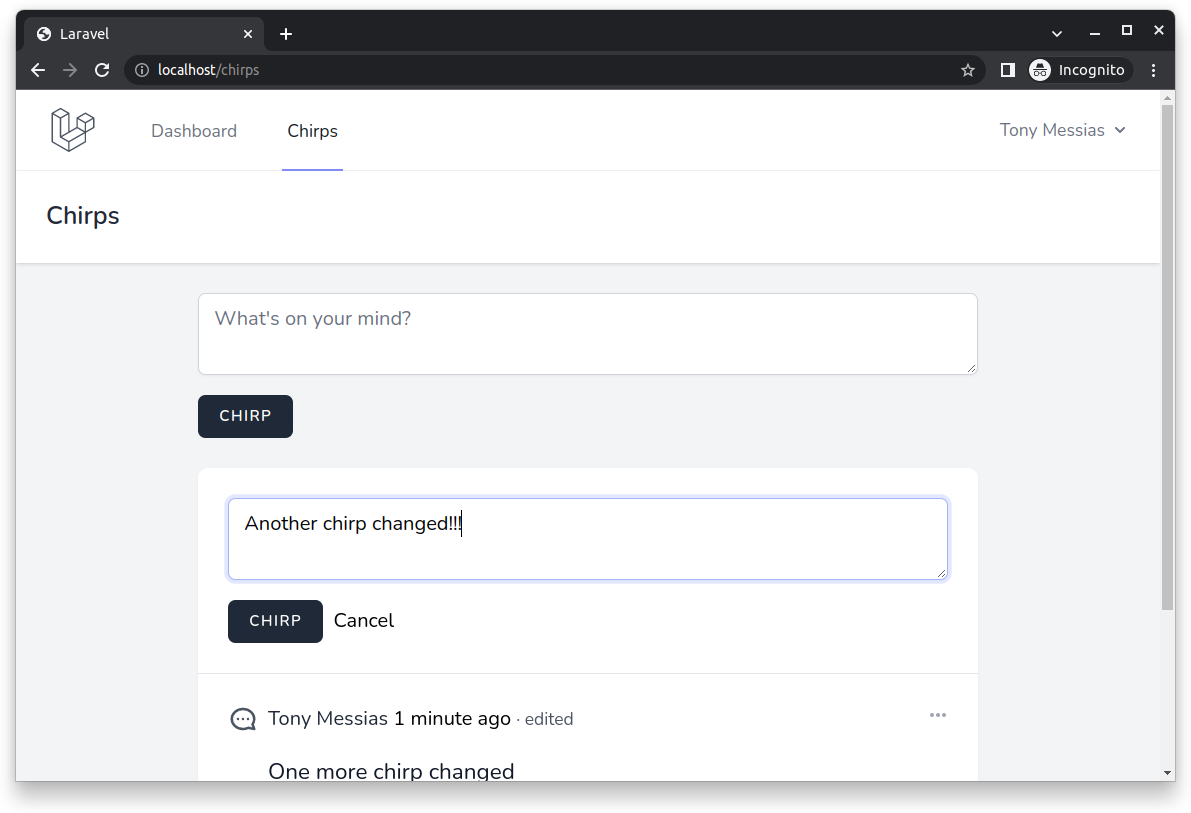 Laravel
localhost/chirps
Incognito
Dashboard
Chirps
Tony Messias
Chirps
What's on your mind?
CHIRP
Another chirp changed!!!
CHIRP
Cancel
Tony Messias 1 minute ago · edited
One more chirp changed